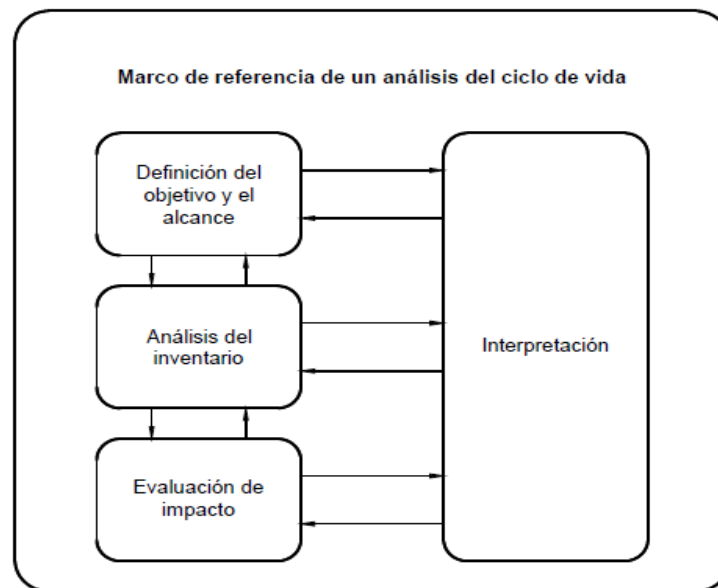 Marco de referencia de un análisis del ciclo de vida
Definición del
objetivo y el
alcance
Análisis del
inventario
Interpretación
Evaluación de
impacto